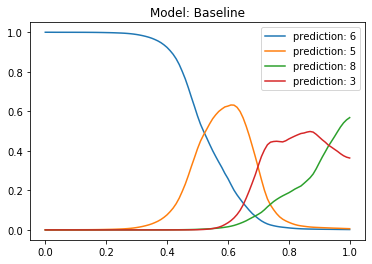 Model: Baseline
prediction: 6
prediction: 5
prediction: 8
prediction: 3
1.0
0.8
0.6
0.4
0.2
0.0
0.0 0.2 0.4 0.6 0.8 1.0